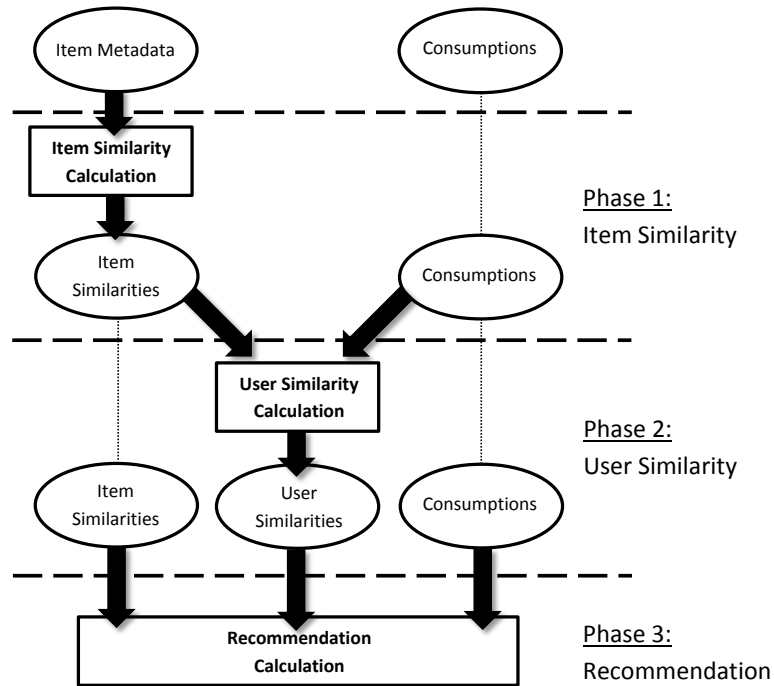 Item Metadata
Consumptions
Item Similarity
Calculation
Phase 1:
Item Similarity
Item
Similarities
Consumptions
User Similarity
Calculation
Phase 2:
User Similarity
Item
Similarities
User
Similarities
Consumptions
Recommendation
Calculation
Phase 3:
Recommendation